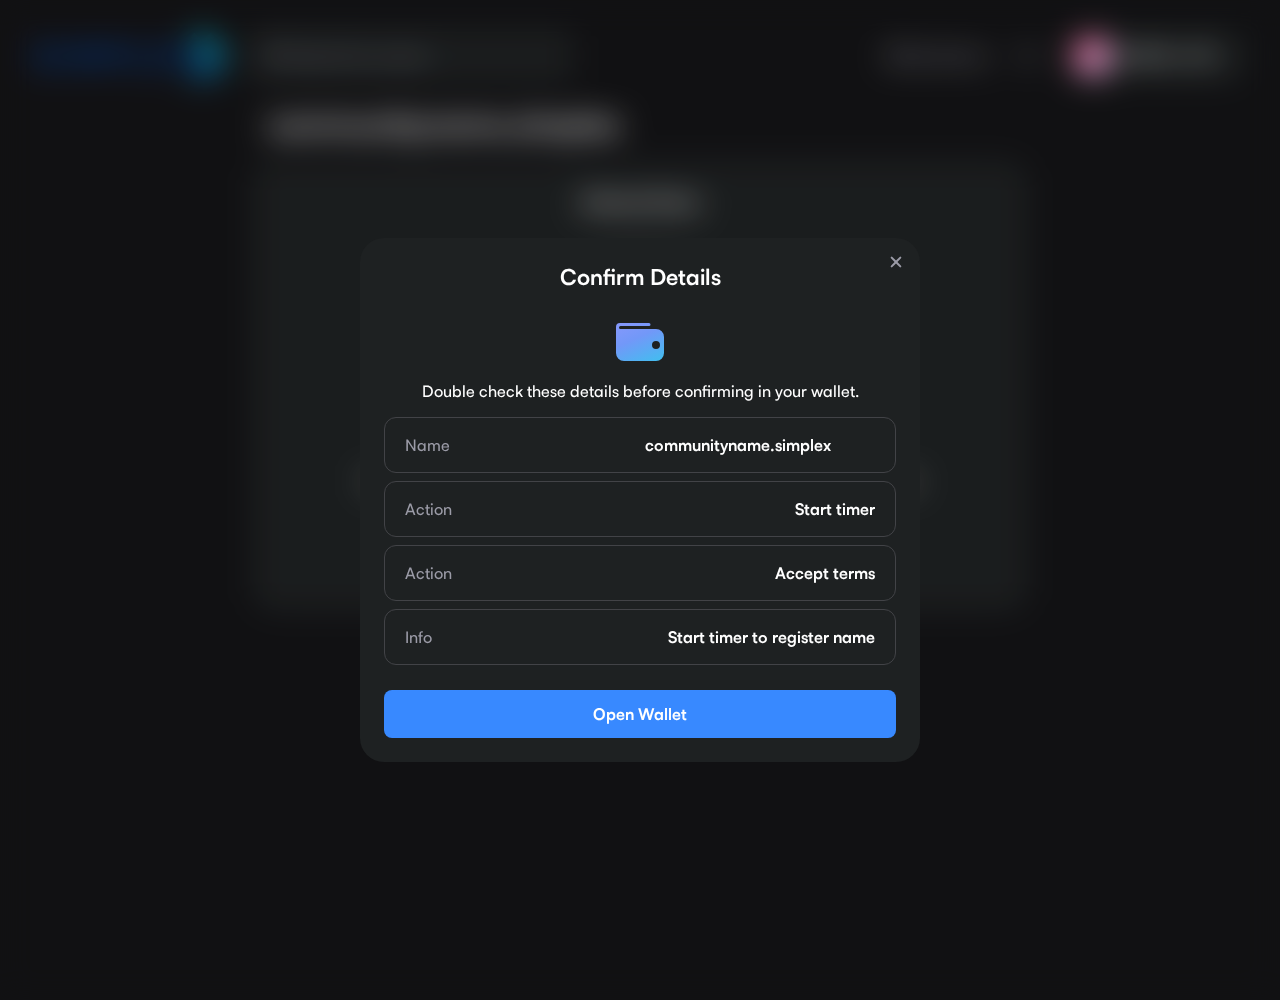 Confirm Details
Double check these details before confirming in your wallet.
Name communityname.simplex
Action Start timer
Action Accept terms
Info Start timer to register name
Open Wallet